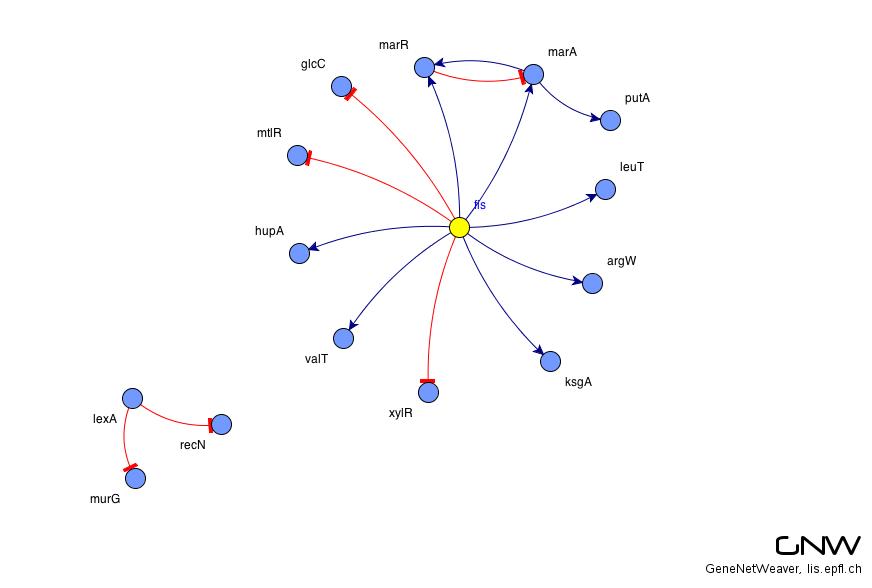 marR
marA
glcC
putA
mtlR
leuT
fis
hupA
argW
valT
ksgA
xylR
lexA
recN
murG
GNW
GeneNetWeaver, lis.epfl.ch